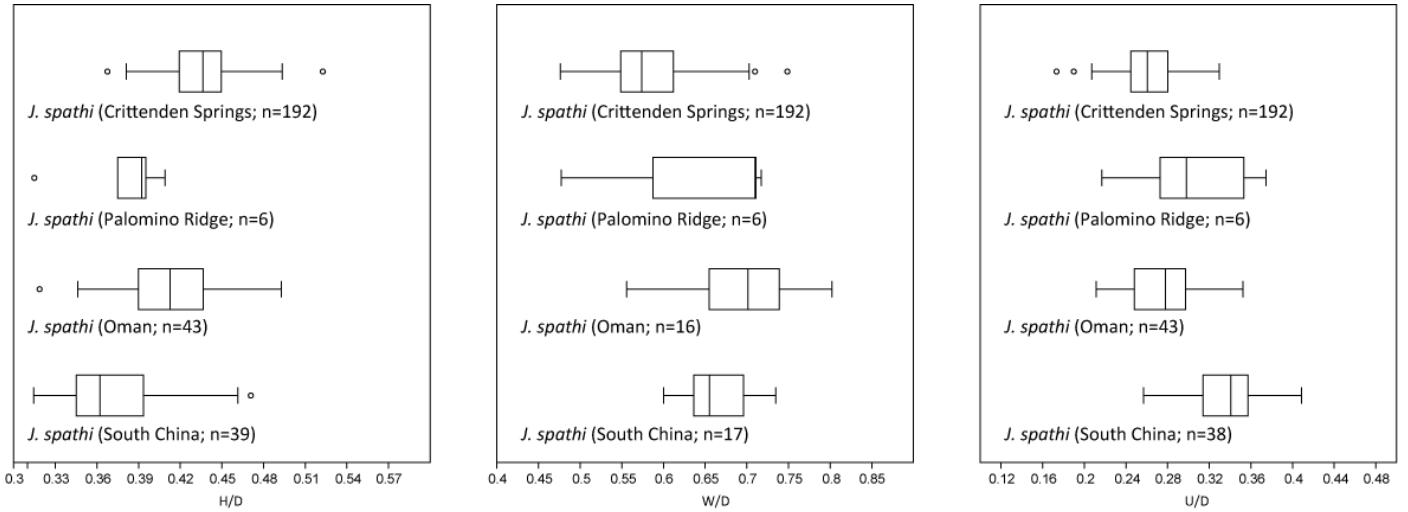 J. spathi (Crittenden Springs; n=192)
J. spathi (Palomino Ridge; n=6)
J. spathi (Oman; n=43)
J. spathi (South China; n=39)
0.3 0.33 0.36 0.39 0.42 0.45 0.48 0.51 0.54 0.57
H/D
J. spathi (Crittenden Springs; n=192)
J. spathi (Palomino Ridge; n=6)
J. spathi (Oman; n=16)
J. spathi (South China; n=17)
0.4 0.45 0.5 0.55 0.6 0.65 0.7 0.75 0.8 0.85
W/D
J. spathi (Crittenden Springs; n=192)
J. spathi (Palomino Ridge; n=6)
J. spathi (Oman; n=43)
J. spathi (South China; n=38)
0.12 0.16 0.2 0.24 0.28 0.32 0.36 0.4 0.44 0.48
U/D